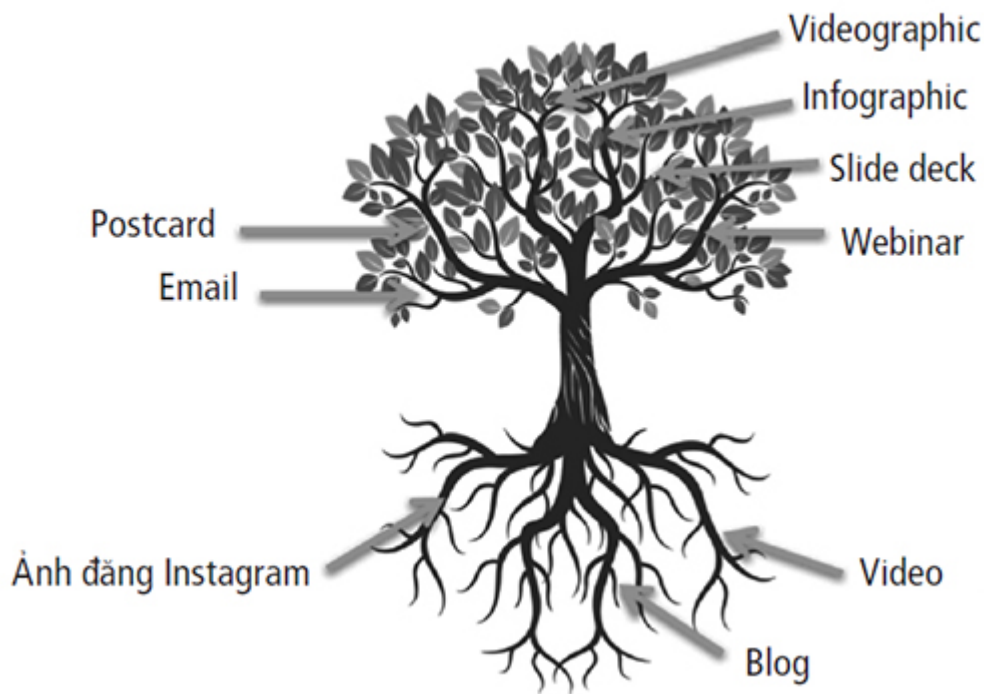 Videographic
Infographic
Slide deck
Postcard
Webinar
Email
Ảnh đăng Instagram
Video
Blog